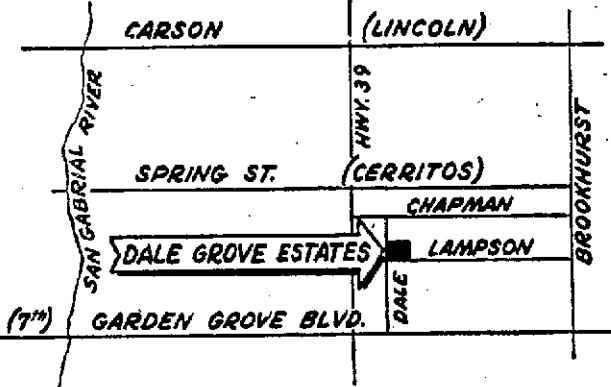 CARSON (LINCOLN)
SAN GABRIAL RIVER
HWY. 39
BROOKHURST
SPRING ST. (CERRITOS)
CHAPMAN
DALE GROVE ESTATES
LAMPSON
DALE
(7th) GARDEN GROVE BLVD.